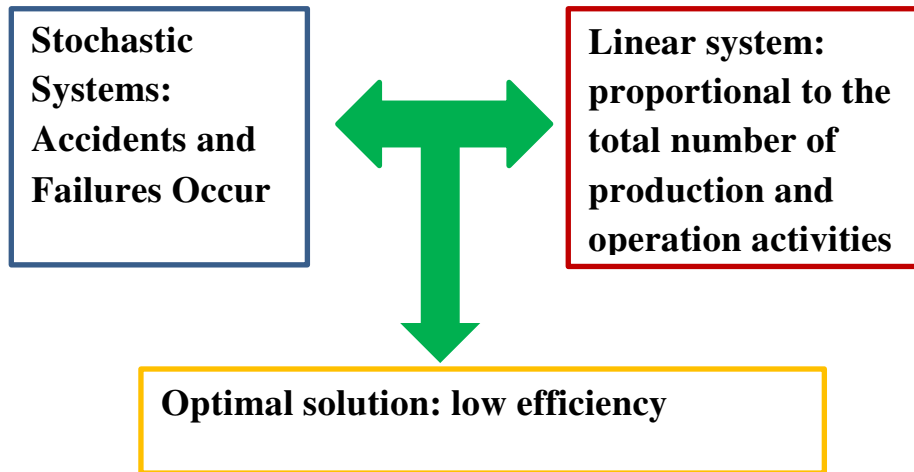 Stochastic
Systems:
Accidents and
Failures Occur
Linear system:
proportional to the
total number of
production and
operation activities
Optimal solution: low efficiency